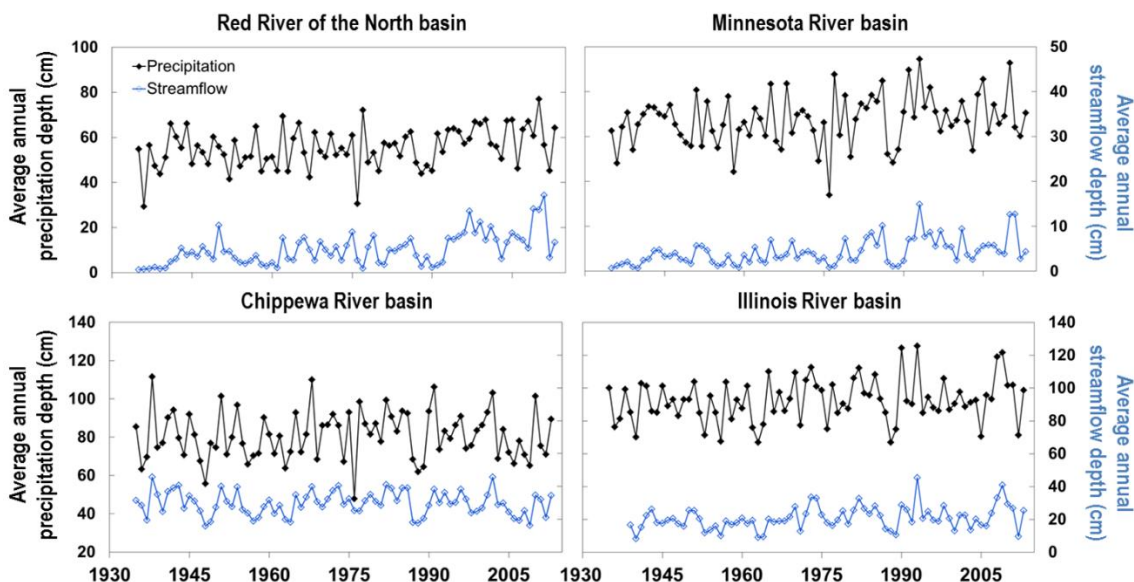 Red River of the North basin
Minnesota River basin
Average annual
precipitation depth (cm)
100
80
60
40
20
0
Precipitation
Streamflow
50
40
30
20
10
0
Average annual
streamflow depth (cm)
Chippewa River basin
Illinois River basin
Average annual
precipitation depth (cm)
140
120
100
80
60
40
20
140
120
100
80
60
40
20
0
Average annual
streamflow depth (cm)
1930 1945 1960 1975 1990 2005
1930 1945 1960 1975 1990 2005